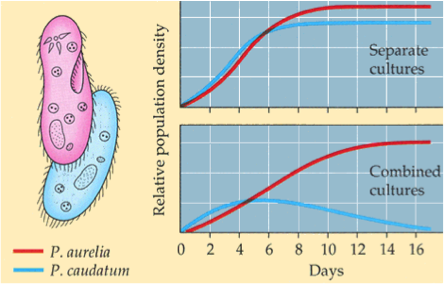 Relative population density
Separate
cultures
Combined
cultures
0 2 4 6 8 10 12 14 16
Days
P. aurelia
P. caudatum